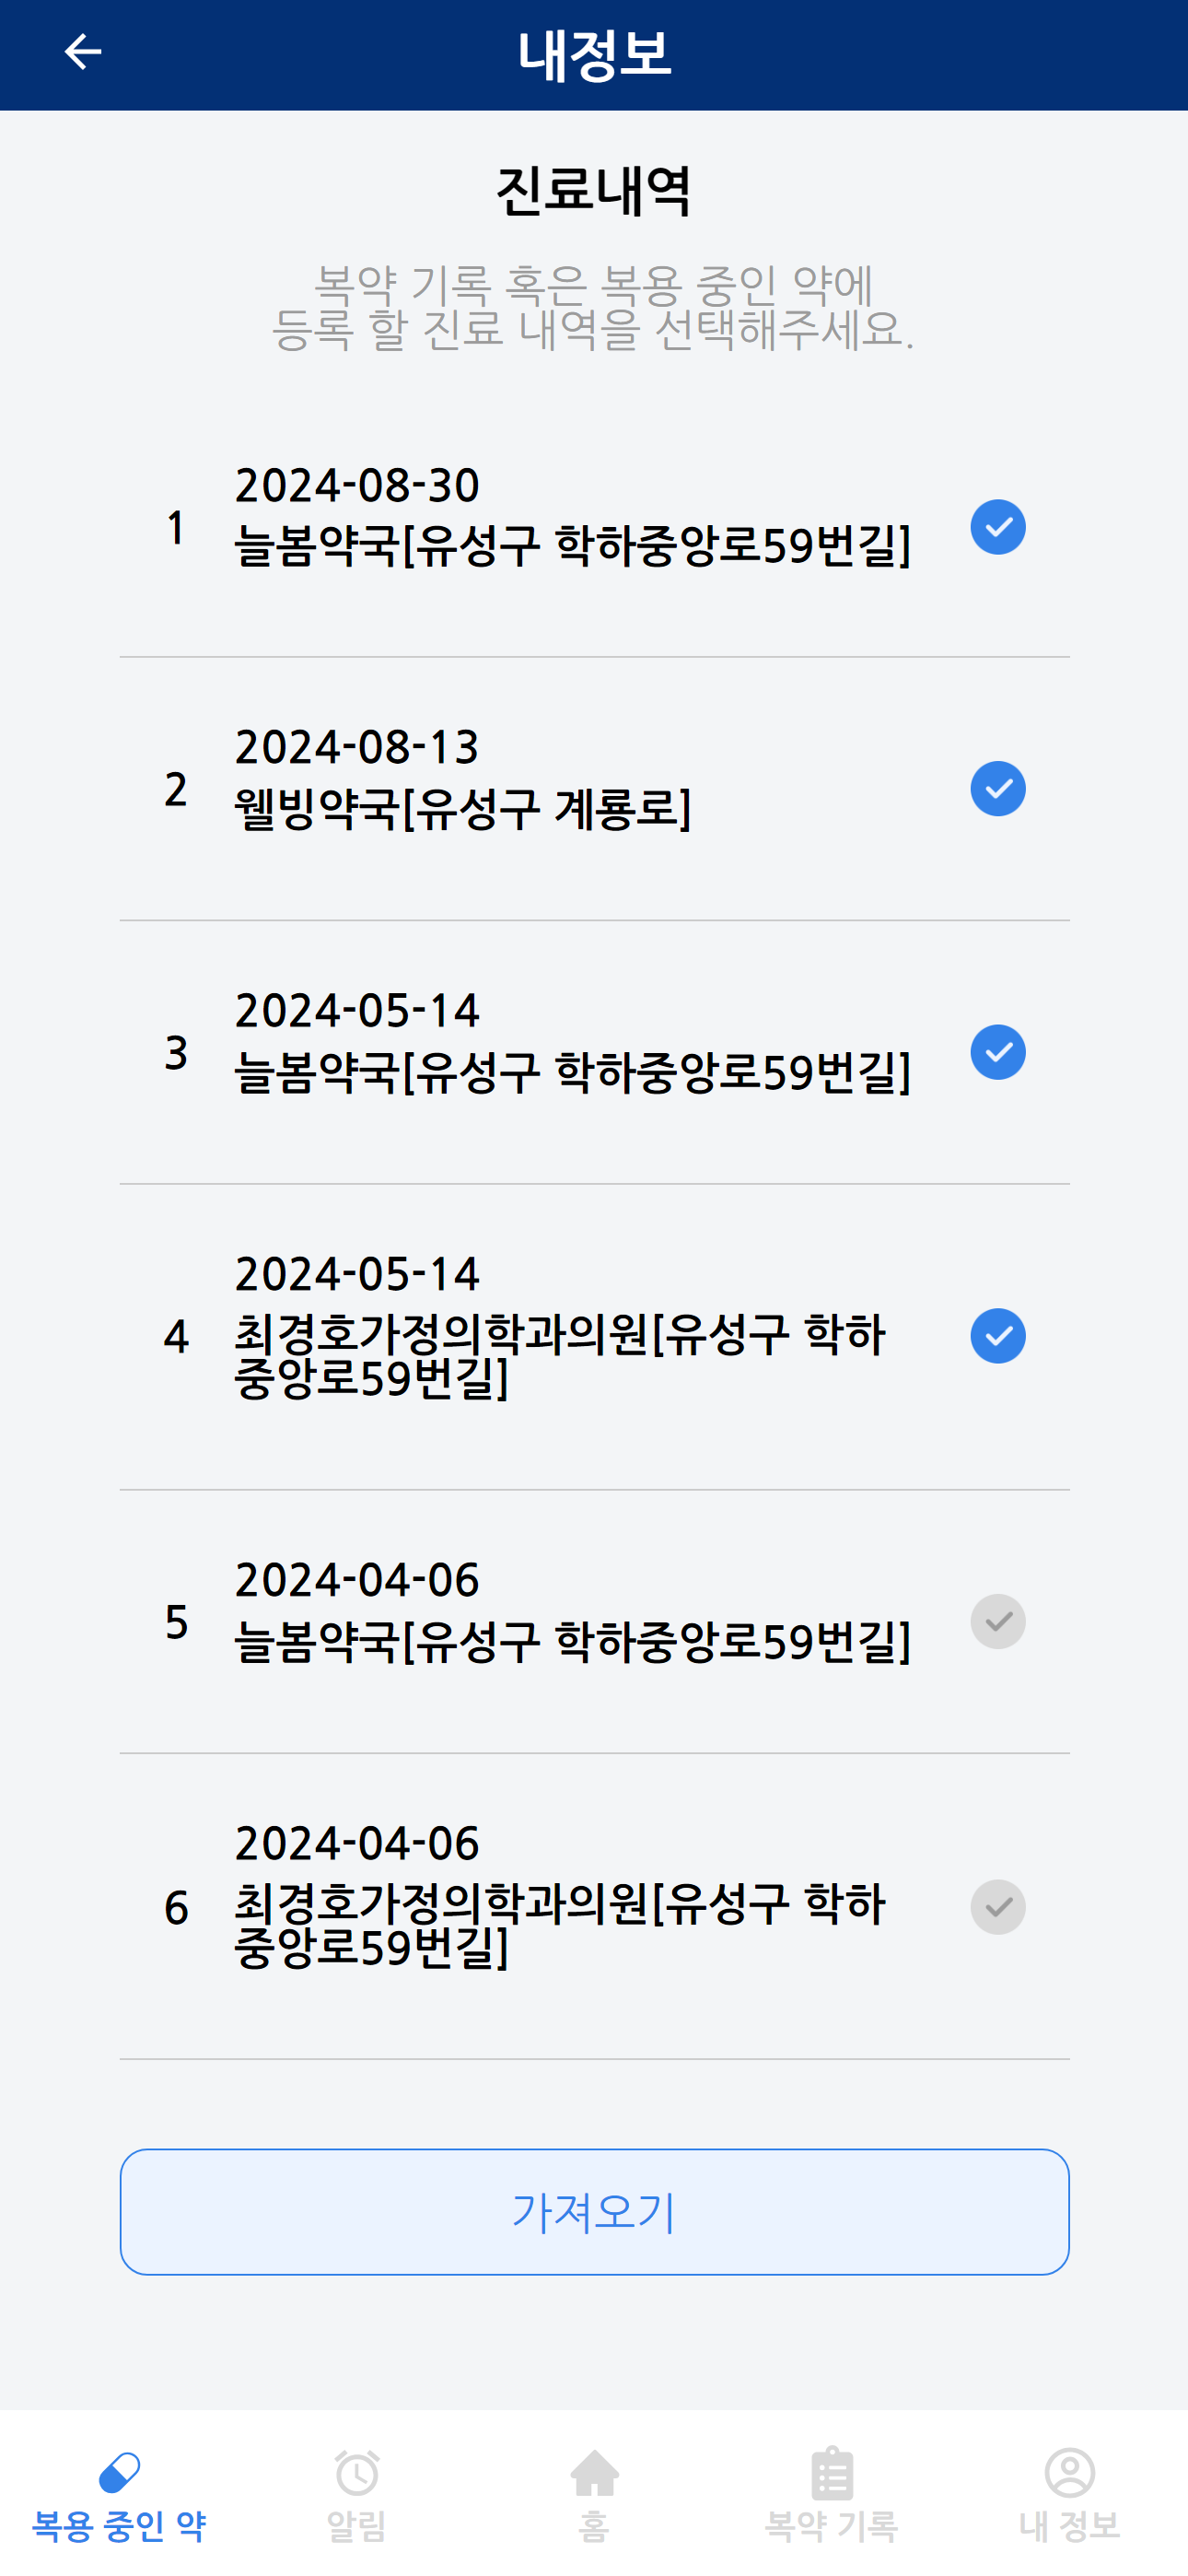 내정보
진료내역
복약 기록 혹은 복용 중인 약에
등록 할 진료 내역을 선택해주세요.
1
2024-08-30
늘봄약국[유성구 학하중앙로59번길]
2
2024-08-13
웰빙약국[유성구 계룡로]
3
2024-05-14
늘봄약국[유성구 학하중앙로59번길]
4
2024-05-14
최경호가정의학과의원[유성구 학하
중앙로59번길]
5
2024-04-06
늘봄약국[유성구 학하중앙로59번길]
6
2024-04-06
최경호가정의학과의원[유성구 학하
중앙로59번길]
가져오기
복용 중인 약
알림
홈
복약 기록
내 정보